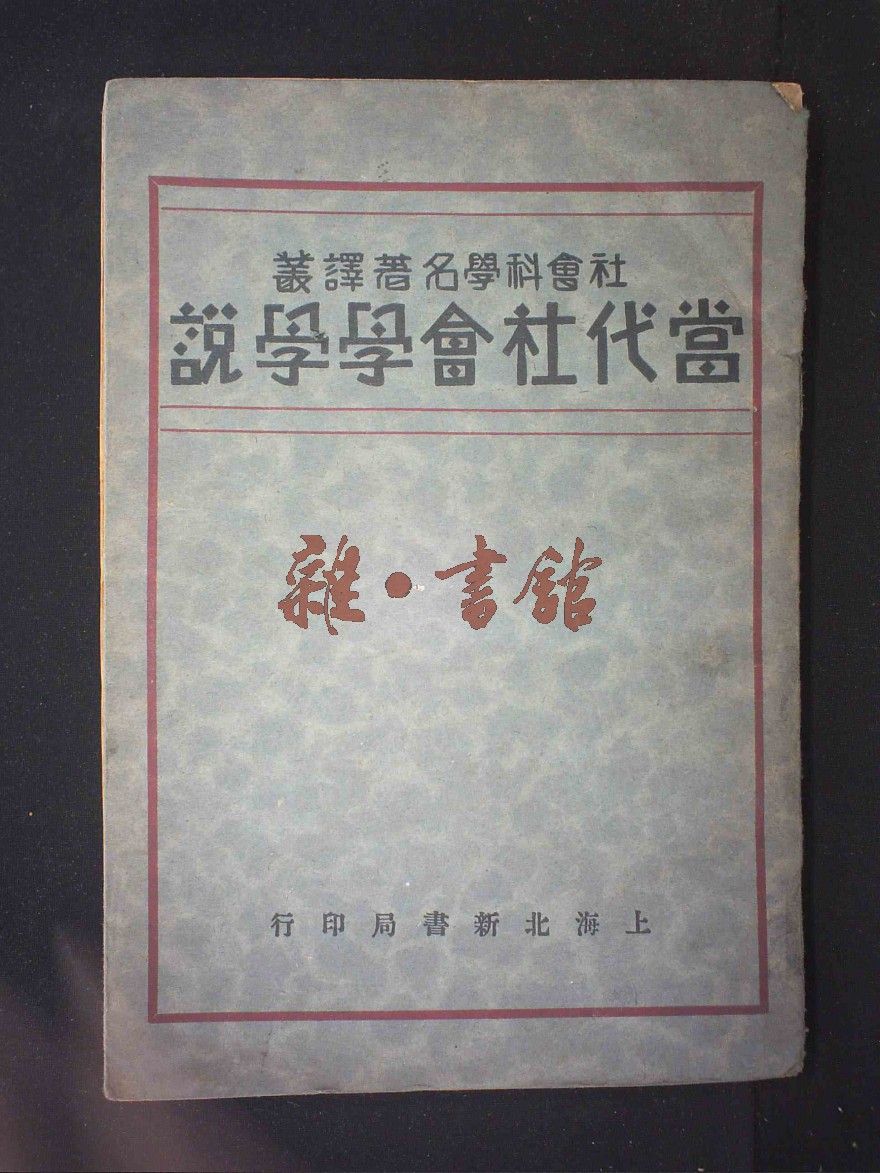 社會科學名著譯叢
當代社會學學說
雜·書館
上海北新書局印行